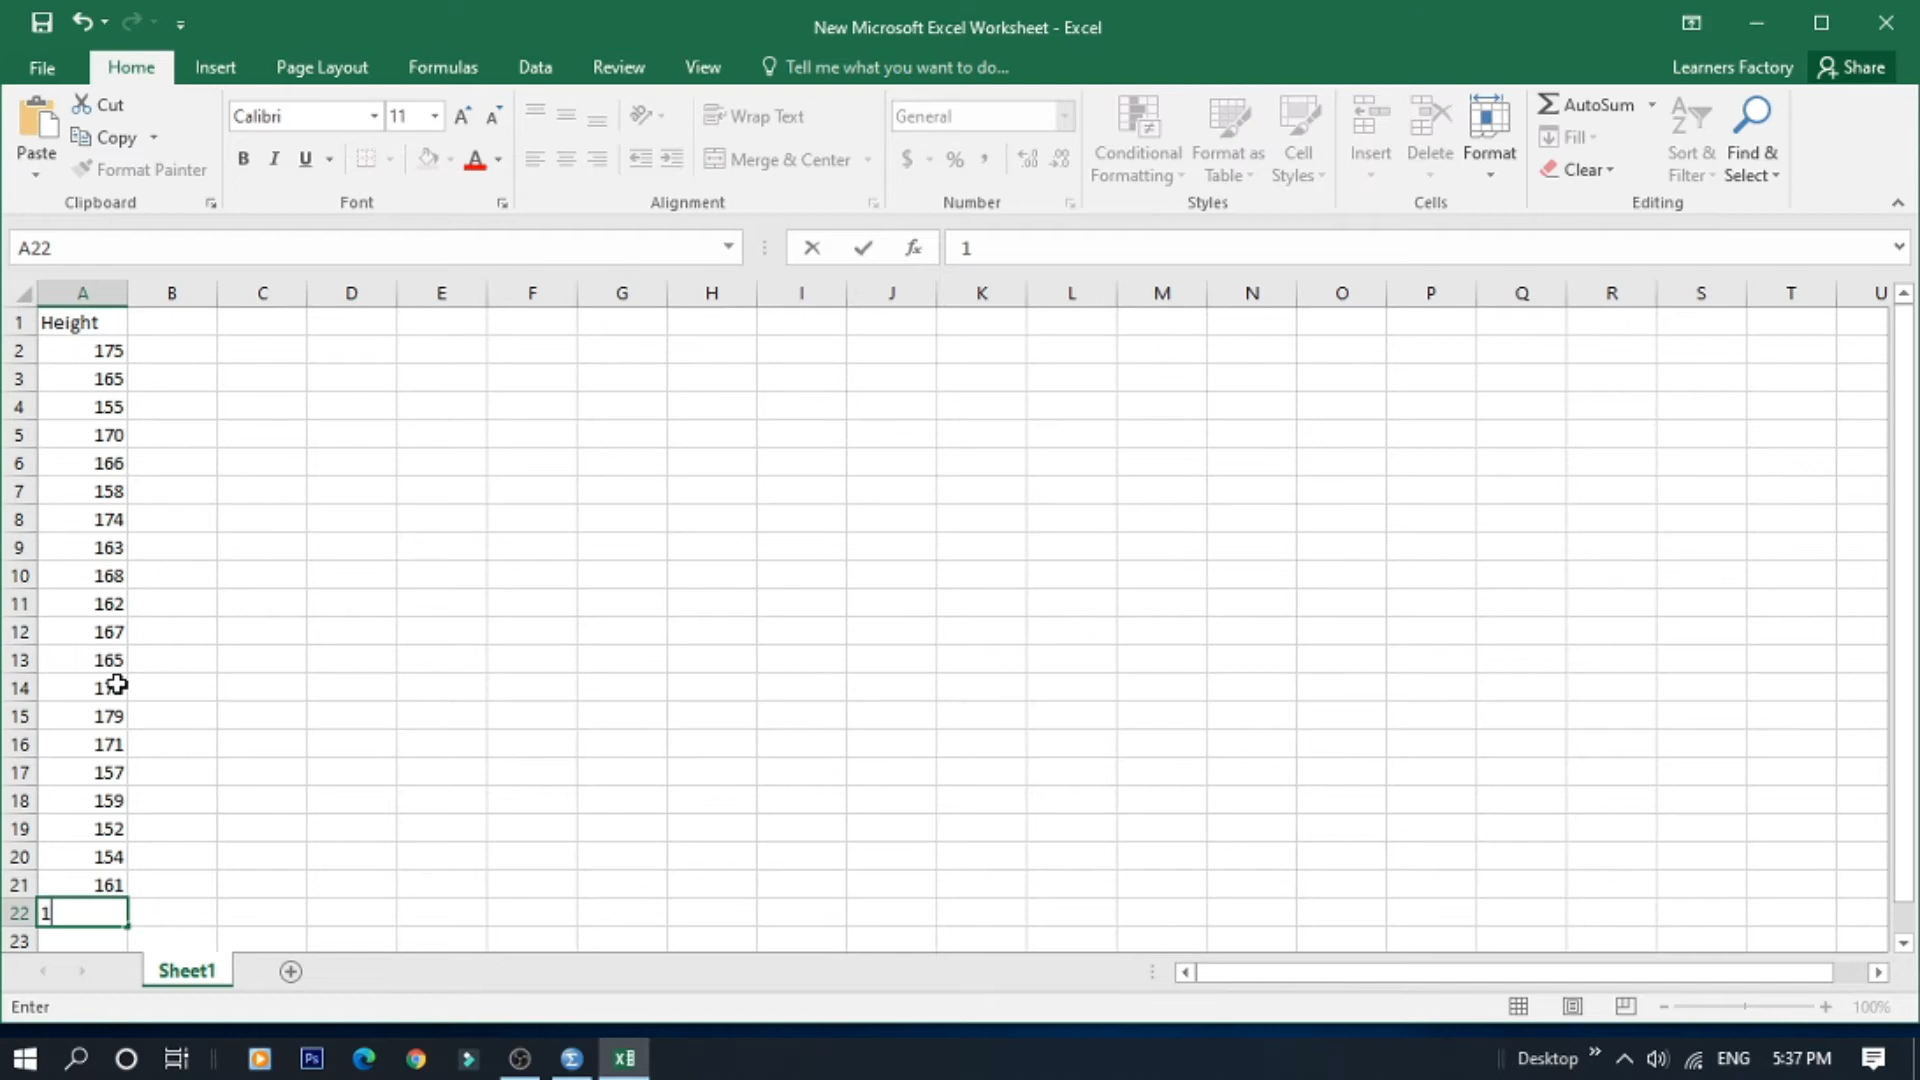 New Microsoft Excel Worksheet - Excel
File Home Insert Page Layout Formulas Data Review View Tell me what you want to do... Learners Factory Share
Paste
Cut
Copy
Format Painter
Clipboard
Calibri 11
B I U A
Font
Wrap Text
Merge & Center
Alignment
General
$ % ,
Number
Conditional Formatting
Format as Table
Cell Styles
Styles
Insert Delete Format
Cells
AutoSum
Fill
Clear
Sort & Filter
Find & Select
Editing
A22 fx 1
A B C D E F G H I J K L M N O P Q R S T U
1 Height
2 175
3 165
4 155
5 170
6 166
7 158
8 174
9 163
10 168
11 162
12 167
13 165
14
15 179
16 171
17 157
18 159
19 152
20 154
21 161
22 1
23
Sheet1
Enter 100%
Ps Desktop ENG 5:37 PM